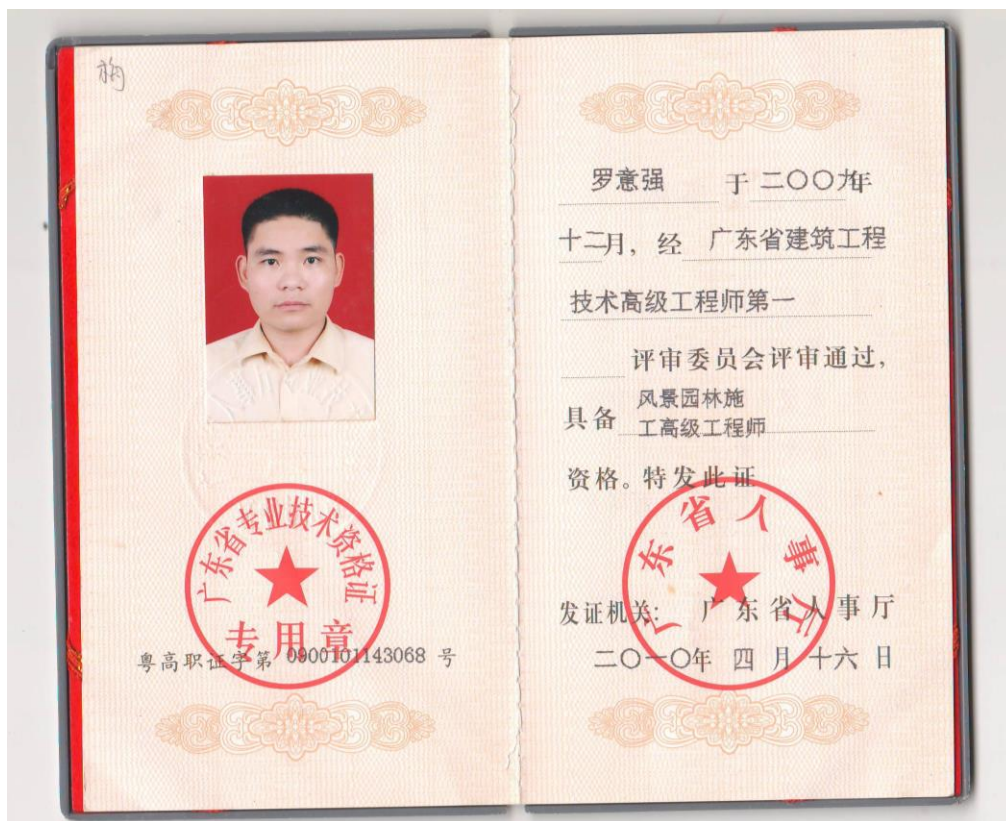 广东省专业技术资格证
专用章
粤高职证字第 0900101143068 号
罗意强 于 二〇〇九年
十二月，经 广东省建筑工程
技术高级工程师第一
评审委员会评审通过，
具备 风景园林施
工高级工程师
资格。特发此证
广东省人事厅
发证机关： 广东省人事厅
二〇一〇年 四 月 十六 日